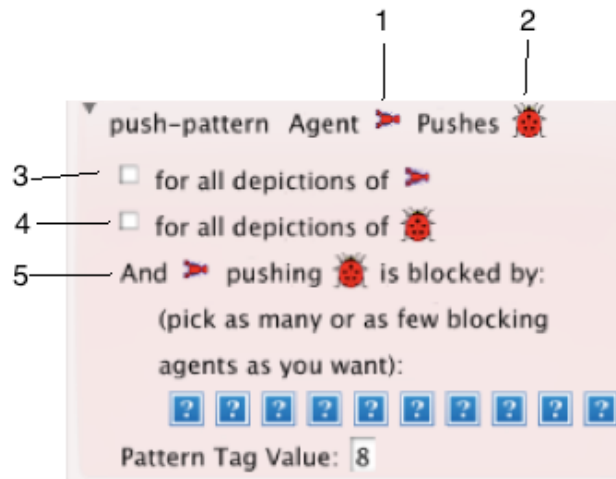 1 2
push-pattern Agent Pushes
3 for all depictions of
4 for all depictions of
5 And pushing is blocked by:
(pick as many or as few blocking
agents as you want):
? ? ? ? ? ? ? ? ? ?
Pattern Tag Value: 8